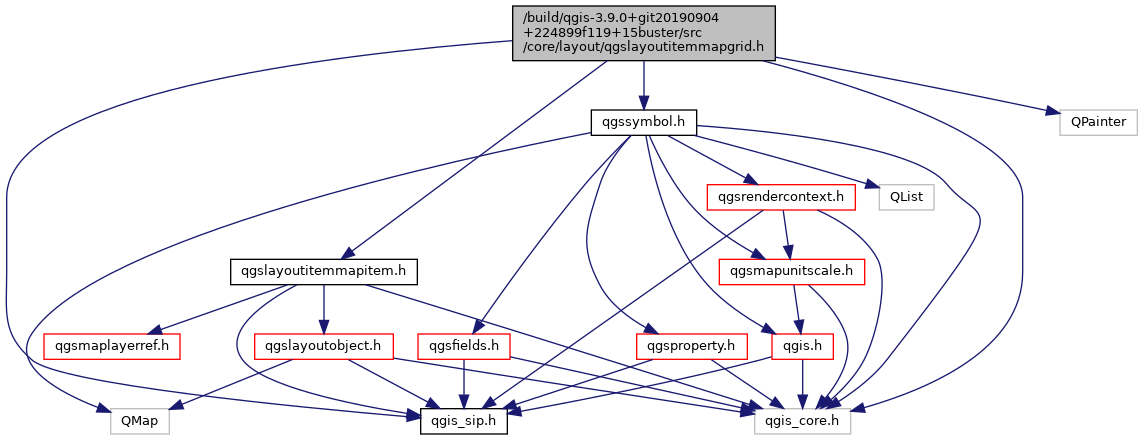 /build/qgis-3.9.0+git20190904
+224899f119+15buster/src
/core/layout/qgslayoutitemmapgrid.h
qgssymbol.h
QPainter
qgsrendercontext.h
QList
qgslayoutitemmapitem.h
qgsmapunitscale.h
qgsmaplayerref.h
qgslayoutobject.h
qgsfields.h
qgsproperty.h
qgis.h
QMap
qgis_sip.h
qgis_core.h